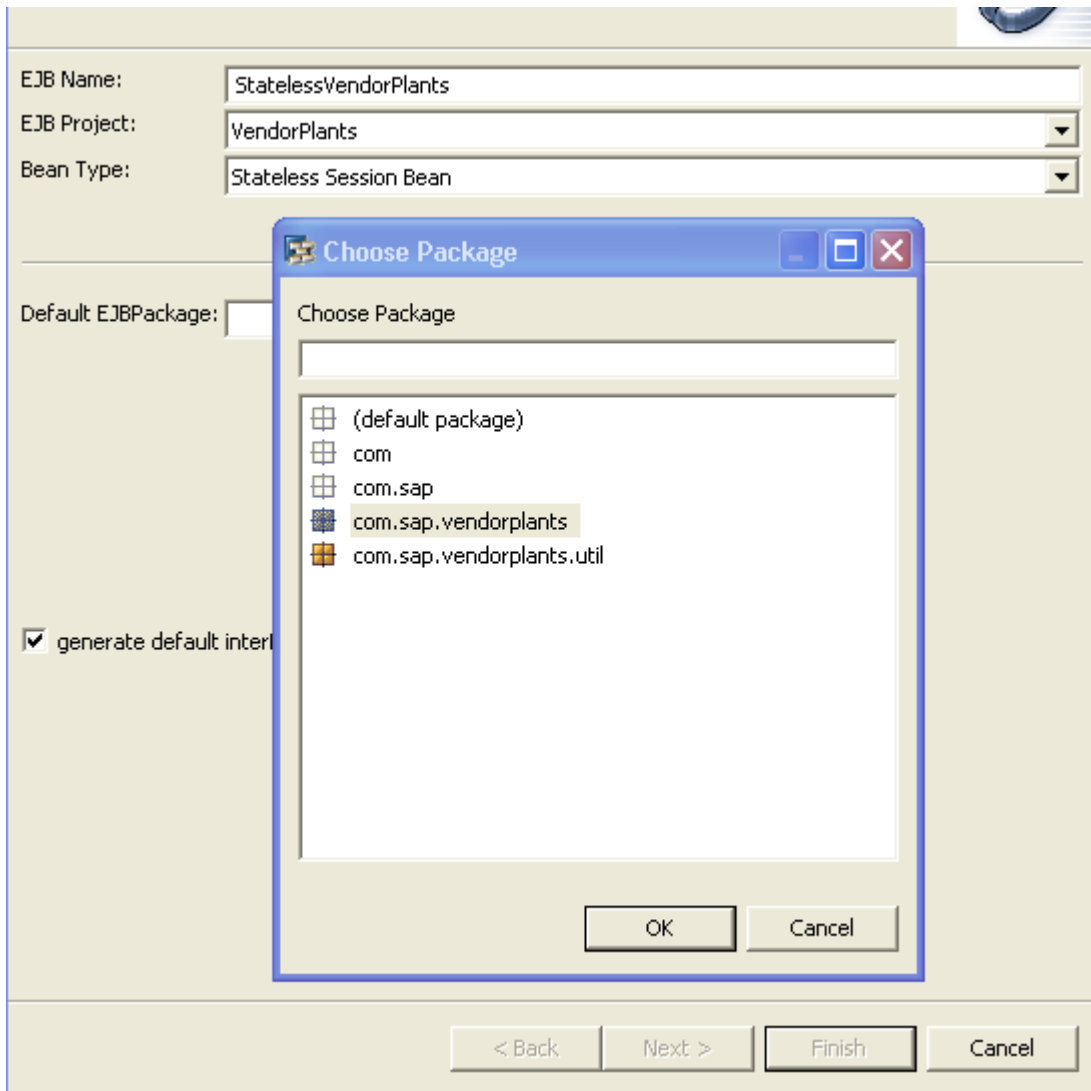 EJB Name:
StatelessVendorPlants
EJB Project:
VendorPlants
Bean Type:
Stateless Session Bean
Choose Package
Default EJBPackage:
Choose Package
(default package)
com
com.sap
com.sap.vendorplants
com.sap.vendorplants.util
generate default inter
OK
Cancel
< Back
Next >
Finish
Cancel